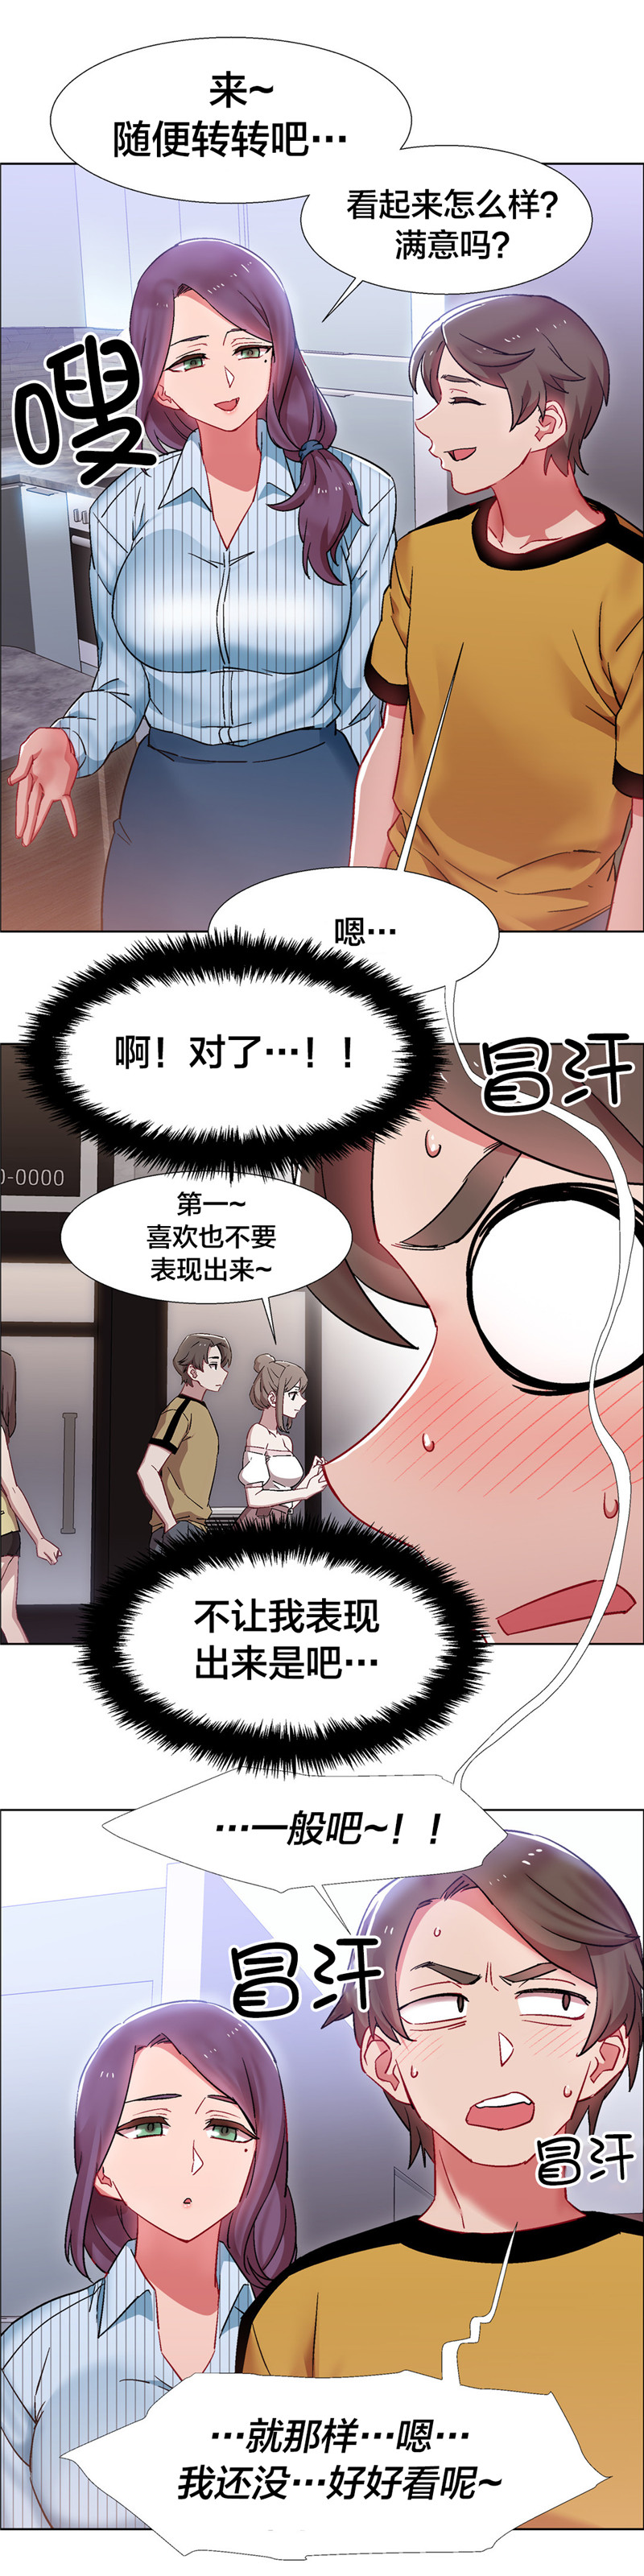 来~
随便转转吧…
看起来怎么样?
满意吗?
嗖
嗯…
啊!对了…!!
冒汗
0-0000
第一~
喜欢也不要
表现出来~
不让我表现
出来是吧…
…一般吧~!!
冒汗
冒汗
…就那样…嗯…
我还没…好好看呢~